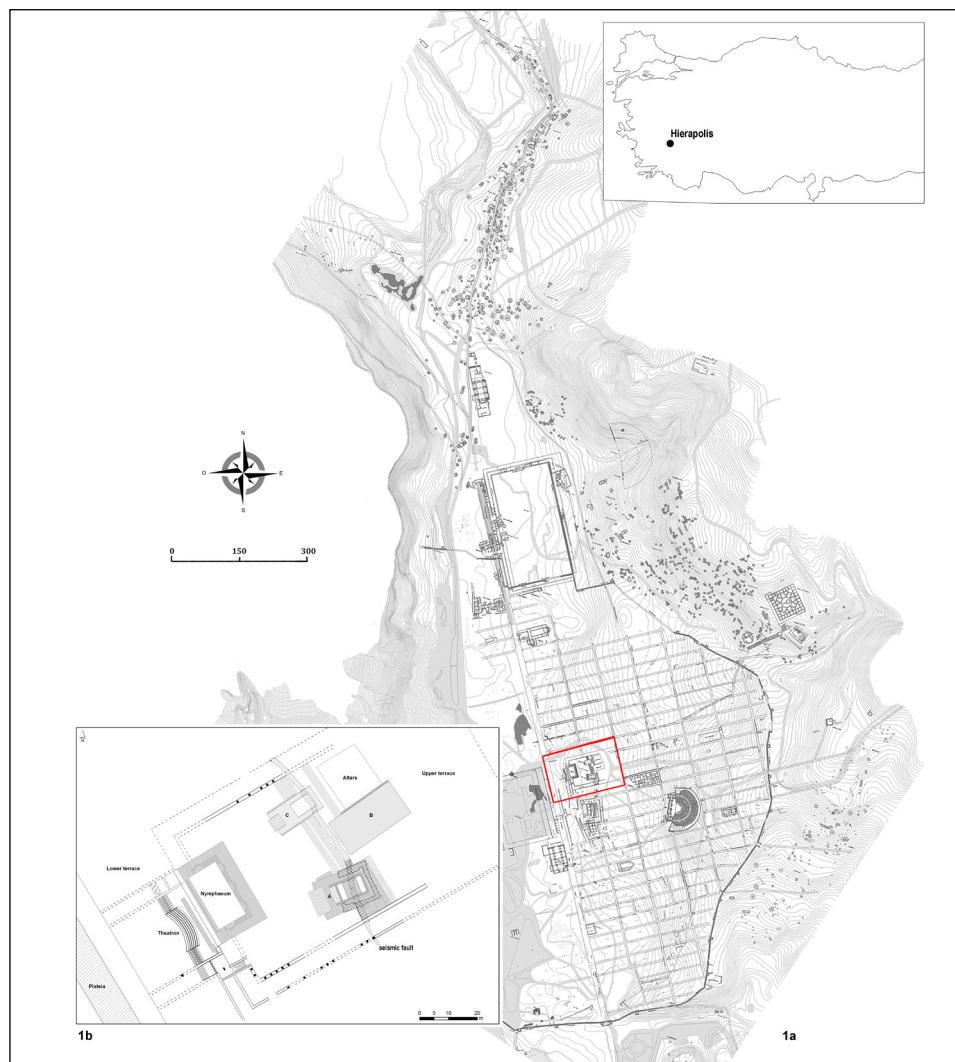 Hierapolis
N
O
E
S
0
150
300
Altars
Upper terrace
C
B
Lower terrace
Nymphaeum
A
Theatron
seismic fault
Plateia
0 5 10 20
m
1b
1a